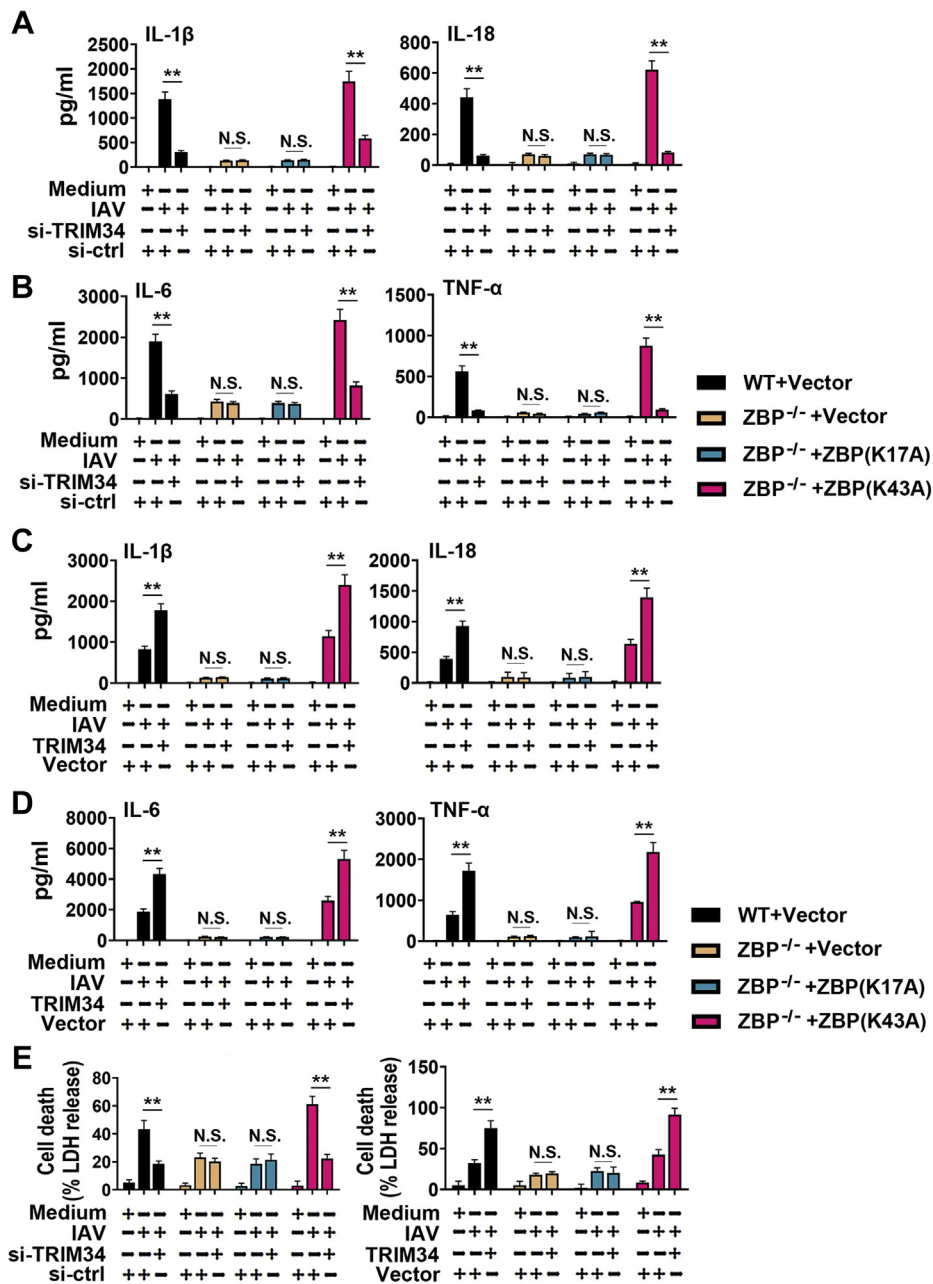 A
IL-1β
IL-18
pg/ml
2500
2000
1500
1000
500
0
**
N.S.
N.S.
**
800
600
400
200
0
**
N.S.
N.S.
**
Medium + − − + − − + − − + − − + − − + − − + − − + − −
IAV − + + − + + − + + − + + − + + − + + − + + − + +
si-TRIM34 − − + − − + − − + − − + − − + − − + − − + − − +
si-ctrl + + − + + − + + − + + − + + − + + − + + − + + −
B
IL-6
TNF-α
pg/ml
3000
2000
1000
0
**
N.S.
N.S.
**
1500
1000
500
0
**
N.S.
N.S.
**
Medium + − − + − − + − − + − − + − − + − − + − − + − −
IAV − + + − + + − + + − + + − + + − + + − + + − + +
si-TRIM34 − − + − − + − − + − − + − − + − − + − − + − − +
si-ctrl + + − + + − + + − + + − + + − + + − + + − + + −
WT+Vector
ZBP-/- +Vector
ZBP-/- +ZBP(K17A)
ZBP-/- +ZBP(K43A)
C
IL-1β
IL-18
pg/ml
3000
2000
1000
0
**
N.S.
N.S.
**
2000
1500
1000
500
0
**
N.S.
N.S.
**
Medium + − − + − − + − − + − − + − − + − − + − − + − −
IAV − + + − + + − + + − + + − + + − + + − + + − + +
TRIM34 − − + − − + − − + − − + − − + − − + − − + − − +
Vector + + − + + − + + − + + − + + − + + − + + − + + −
D
IL-6
TNF-α
pg/ml
8000
6000
4000
2000
0
**
N.S.
N.S.
**
3000
2000
1000
0
**
N.S.
N.S.
**
Medium + − − + − − + − − + − − + − − + − − + − − + − −
IAV − + + − + + − + + − + + − + + − + + − + + − + +
TRIM34 − − + − − + − − + − − + − − + − − + − − + − − +
Vector + + − + + − + + − + + − + + − + + − + + − + + −
WT+Vector
ZBP-/- +Vector
ZBP-/- +ZBP(K17A)
ZBP-/- +ZBP(K43A)
E
Cell death
(% LDH release)
80
60
40
20
0
**
N.S.
N.S.
**
Medium + − − + − − + − − + − −
IAV − + + − + + − + + − + +
si-TRIM34 − − + − − + − − + − − +
si-ctrl + + − + + − + + − + + −
Cell death
(% LDH release)
150
100
50
0
**
N.S.
N.S.
**
Medium + − − + − − + − − + − −
IAV − + + − + + − + + − + +
TRIM34 − − + − − + − − + − − +
Vector + + − + + − + + − + + −